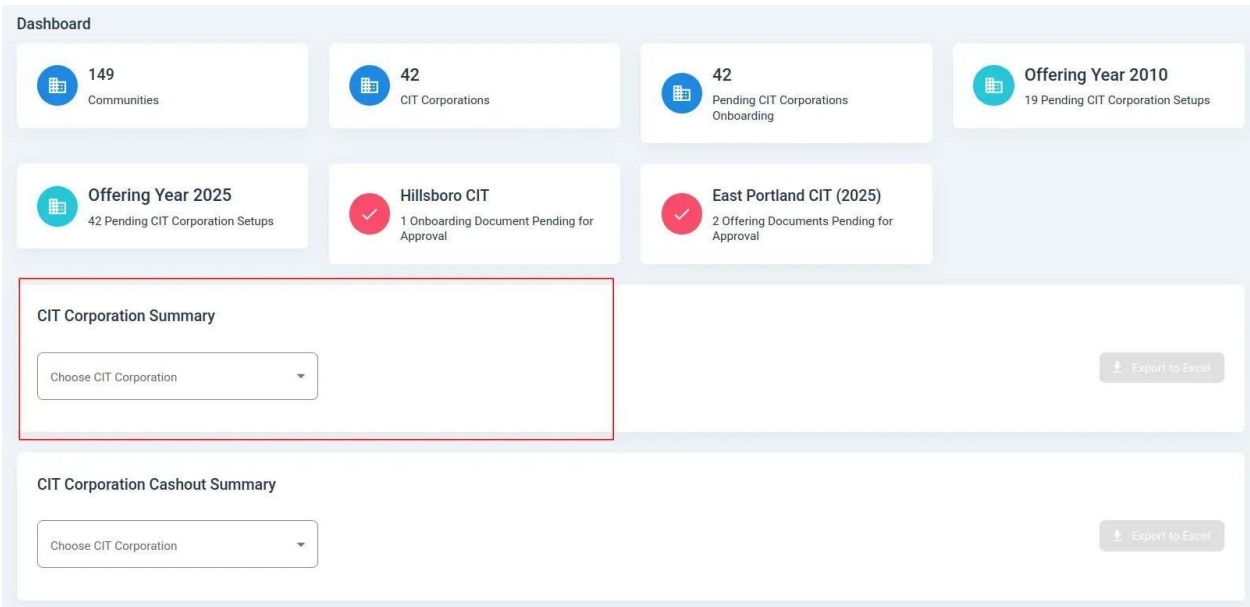 Dashboard
149
Communities
42
CIT Corporations
42
Pending CIT Corporations
Onboarding
Offering Year 2010
19 Pending CIT Corporation Setups
Offering Year 2025
42 Pending CIT Corporation Setups
Hillsboro CIT
1 Onboarding Document Pending for
Approval
East Portland CIT (2025)
2 Offering Documents Pending for
Approval
CIT Corporation Summary
Choose CIT Corporation
Export to Excel
CIT Corporation Cashout Summary
Choose CIT Corporation
Export to Excel